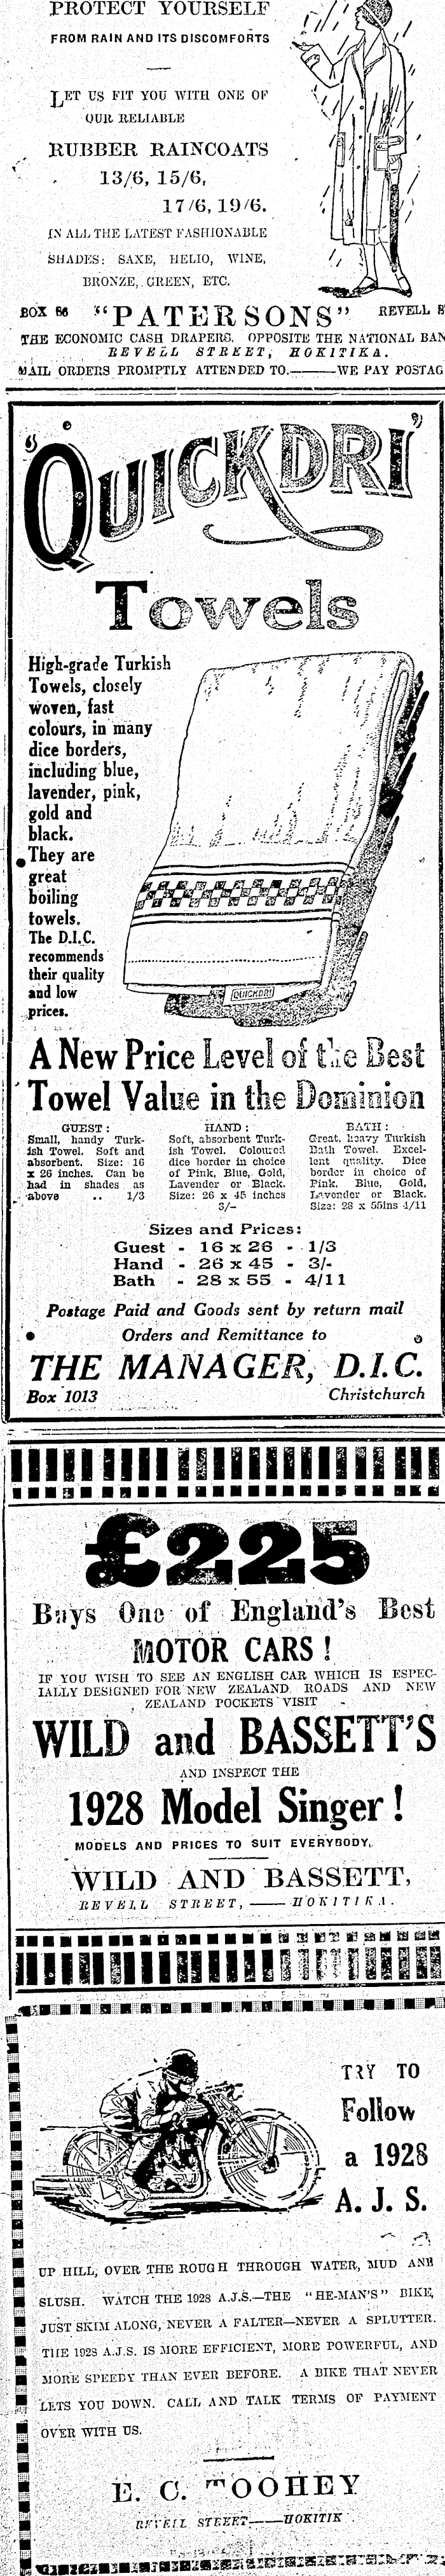 PROTECT YOURSELF
FROM RAIN AND ITS DISCOMFORTS
LET US FIT YOU WITH ONE OF
OUR RELIABLE
RUBBER RAINCOATS
13/6, 15/6,
17/6, 19/6.
IN ALL THE LATEST FASHIONABLE
SHADES: SAXE, HELIO, WINE,
BRONZE, GREEN, ETC.
BOX 86 "PATERSONS" REVELL
THE ECONOMIC CASH DRAPERS. OPPOSITE THE NATIONAL BAN
REVELL STREET, HOKITIKA.
MAIL ORDERS PROMPTLY ATTENDED TO.——WE PAY POSTAG
'QUICKDRI'
Towels
High-grade Turkish
Towels, closely
woven, fast
colours, in many
dice borders,
including blue,
lavender, pink,
gold and
black.
They are
great
boiling
towels.
The D.I.C.
recommends
their quality
and low
prices.
QUICKDRI
A New Price Level of the Best
Towel Value in the Dominion
GUEST:
Small, handy Turk-
ish Towel. Soft and
absorbent. Size: 16
x 26 inches. Can be
had in shades as
above .. 1/3
HAND:
Soft, absorbent Turk-
ish Towel. Coloured
dice border in choice
of Pink, Blue, Gold,
Lavender or Black.
Size: 26 x 45 inches
3/-
BATH:
Great, heavy Turkish
Bath Towel. Excel-
lent quality. Dice
border in choice of
Pink, Blue, Gold,
Lavender or Black.
Size: 28 x 55ins 4/11
Sizes and Prices:
Guest - 16 x 26 - 1/3
Hand - 26 x 45 - 3/-
Bath - 28 x 55 - 4/11
Postage Paid and Goods sent by return mail
Orders and Remittance to
THE MANAGER, D.I.C.
Box 1013 Christchurch
£225
Buys One of England's Best
MOTOR CARS!
IF YOU WISH TO SEE AN ENGLISH CAR WHICH IS ESPEC-
IALLY DESIGNED FOR NEW ZEALAND ROADS AND NEW
ZEALAND POCKETS VISIT
WILD and BASSETT'S
AND INSPECT THE
1928 Model Singer!
MODELS AND PRICES TO SUIT EVERYBODY.
WILD AND BASSETT,
REVELL STREET, —— HOKITIKA.
TRY TO
Follow
a 1928
A. J. S.
UP HILL, OVER THE ROUGH THROUGH WATER, MUD AND
SLUSH. WATCH THE 1928 A.J.S.—THE "HE-MAN'S" BIKE,
JUST SKIM ALONG, NEVER A FALTER—NEVER A SPLUTTER.
THE 1928 A.J.S. IS MORE EFFICIENT, MORE POWERFUL, AND
MORE SPEEDY THAN EVER BEFORE. A BIKE THAT NEVER
LETS YOU DOWN. CALL AND TALK TERMS OF PAYMENT
OVER WITH US.
E. C. TOOHEY
REVELL STREET——HOKITIK